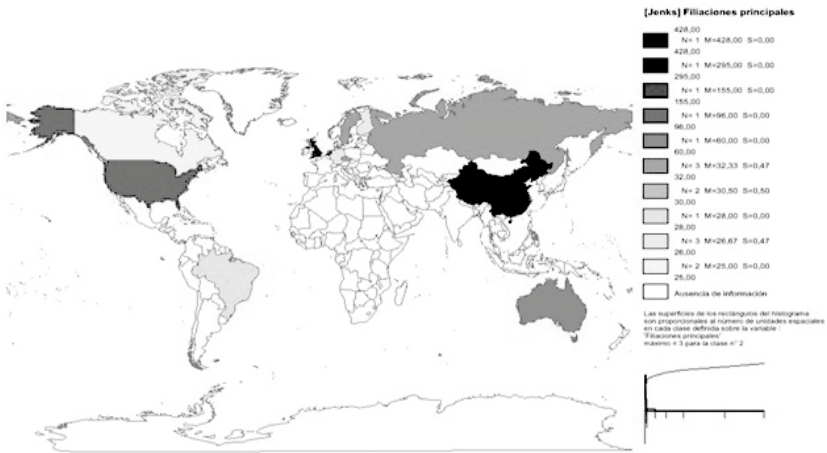 [Jenks] Filiaciones principales
428,00
N= 1 M=428,00 S=0,00
428,00
N= 1 M=295,00 S=0,00
295,00
N= 1 M=155,00 S=0,00
155,00
N= 1 M=96,00 S=0,00
96,00
N= 1 M=60,00 S=0,00
60,00
N= 3 M=32,33 S=0,47
32,00
N= 2 M=30,50 S=0,50
30,00
N= 1 M=28,00 S=0,00
28,00
N= 3 M=26,67 S=0,47
26,00
N= 2 M=25,00 S=0,00
25,00
Ausencia de información
Las superficies de los rectángulos del histograma
son proporcionales al número de unidades espaciales
en cada clase definida sobre la variable :
'Filiaciones principales'
máximo = 3 para la clase n° 2